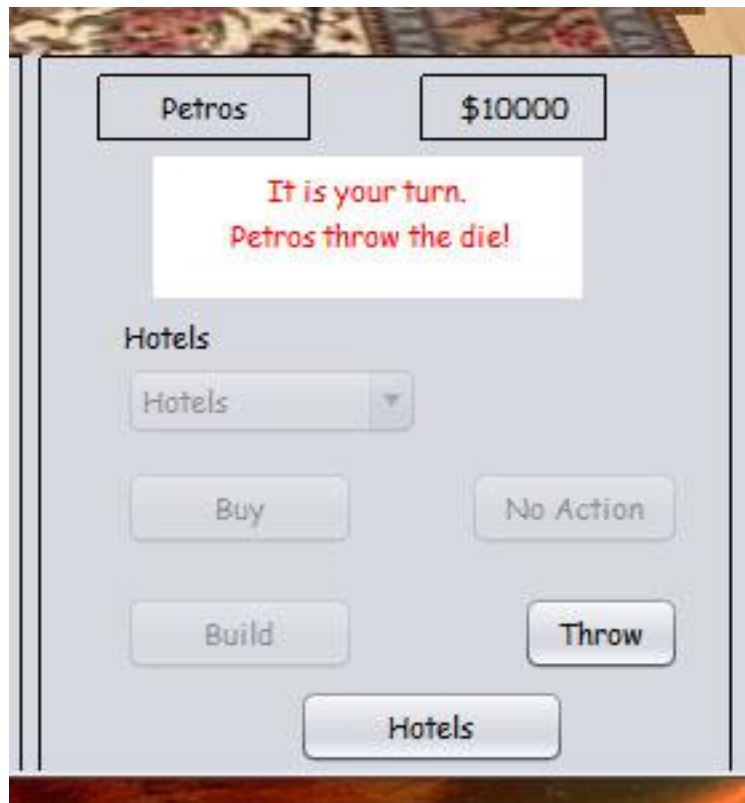 Petros $10000
It is your turn.
Petros throw the die!
Hotels
Hotels
Buy No Action
Build Throw
Hotels